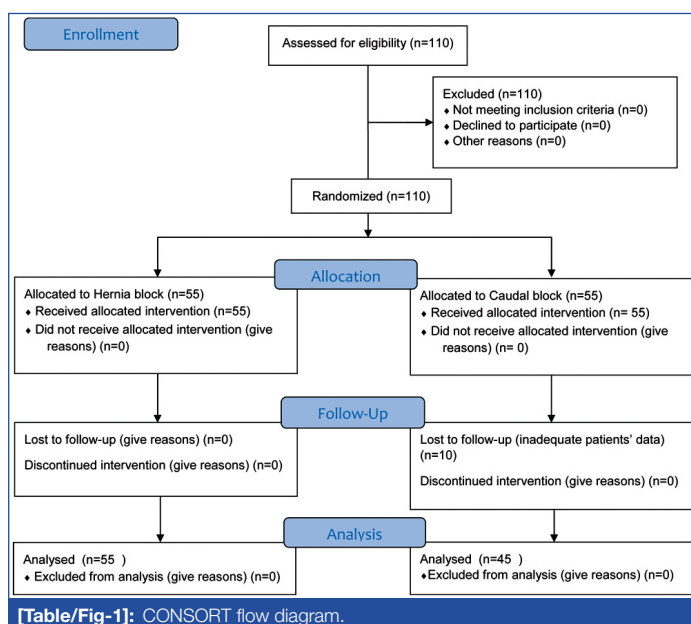 Enrollment
Assessed for eligibility (n=110)
Excluded (n=110)
♦ Not meeting inclusion criteria (n=0)
♦ Declined to participate (n=0)
♦ Other reasons (n=0)
Randomized (n=110)
Allocation
Allocated to Hernia block (n=55)
♦ Received allocated intervention (n=55)
♦ Did not receive allocated intervention (give
reasons) (n=0)
Allocated to Caudal block (n=55)
♦ Received allocated intervention (n= 55)
♦ Did not receive allocated intervention (give
reasons) (n= 0)
Follow-Up
Lost to follow-up (give reasons) (n=0)
Discontinued intervention (give reasons) (n=0)
Lost to follow-up (inadequate patients' data)
(n=10)
Discontinued intervention (give reasons) (n=0)
Analysis
Analysed (n=55 )
♦ Excluded from analysis (give reasons) (n=0)
Analysed (n=45 )
♦Excluded from analysis (give reasons) (n=0)
[Table/Fig-1]: CONSORT flow diagram.